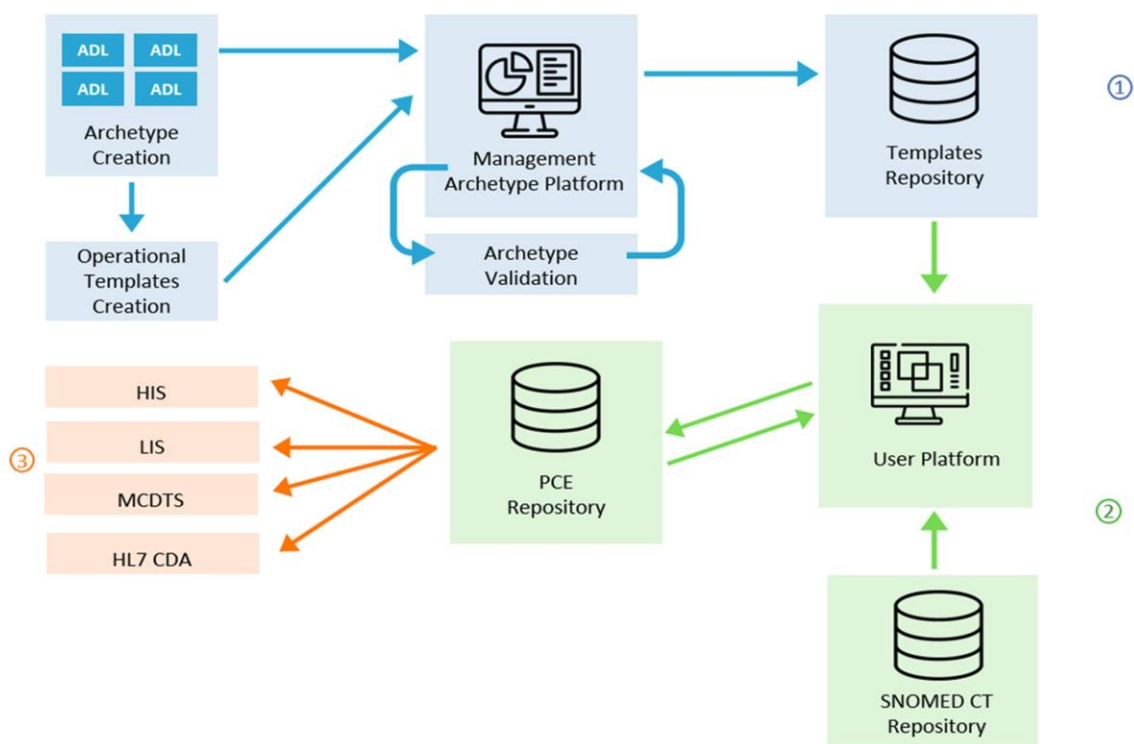 ADL ADL
ADL ADL
Archetype
Creation
Management
Archetype Platform
Templates
Repository
①
Operational
Templates
Creation
Archetype
Validation
HIS
LIS
MCDTS
HL7 CDA
③
PCE
Repository
User Platform
②
SNOMED CT
Repository